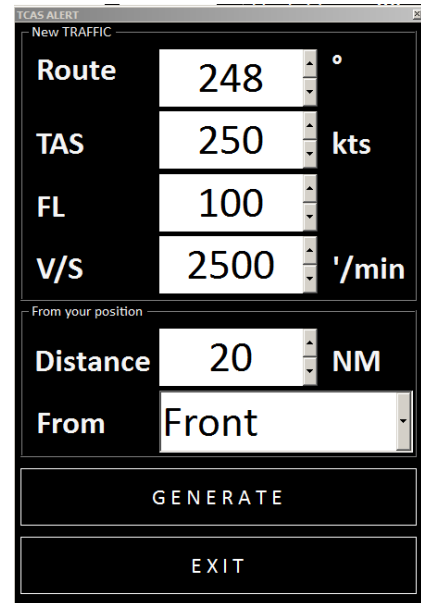 TCAS ALERT
New TRAFFIC
Route 248 °
TAS 250 kts
FL 100
V/S 2500 '/min
From your position
Distance 20 NM
From Front
GENERATE
EXIT